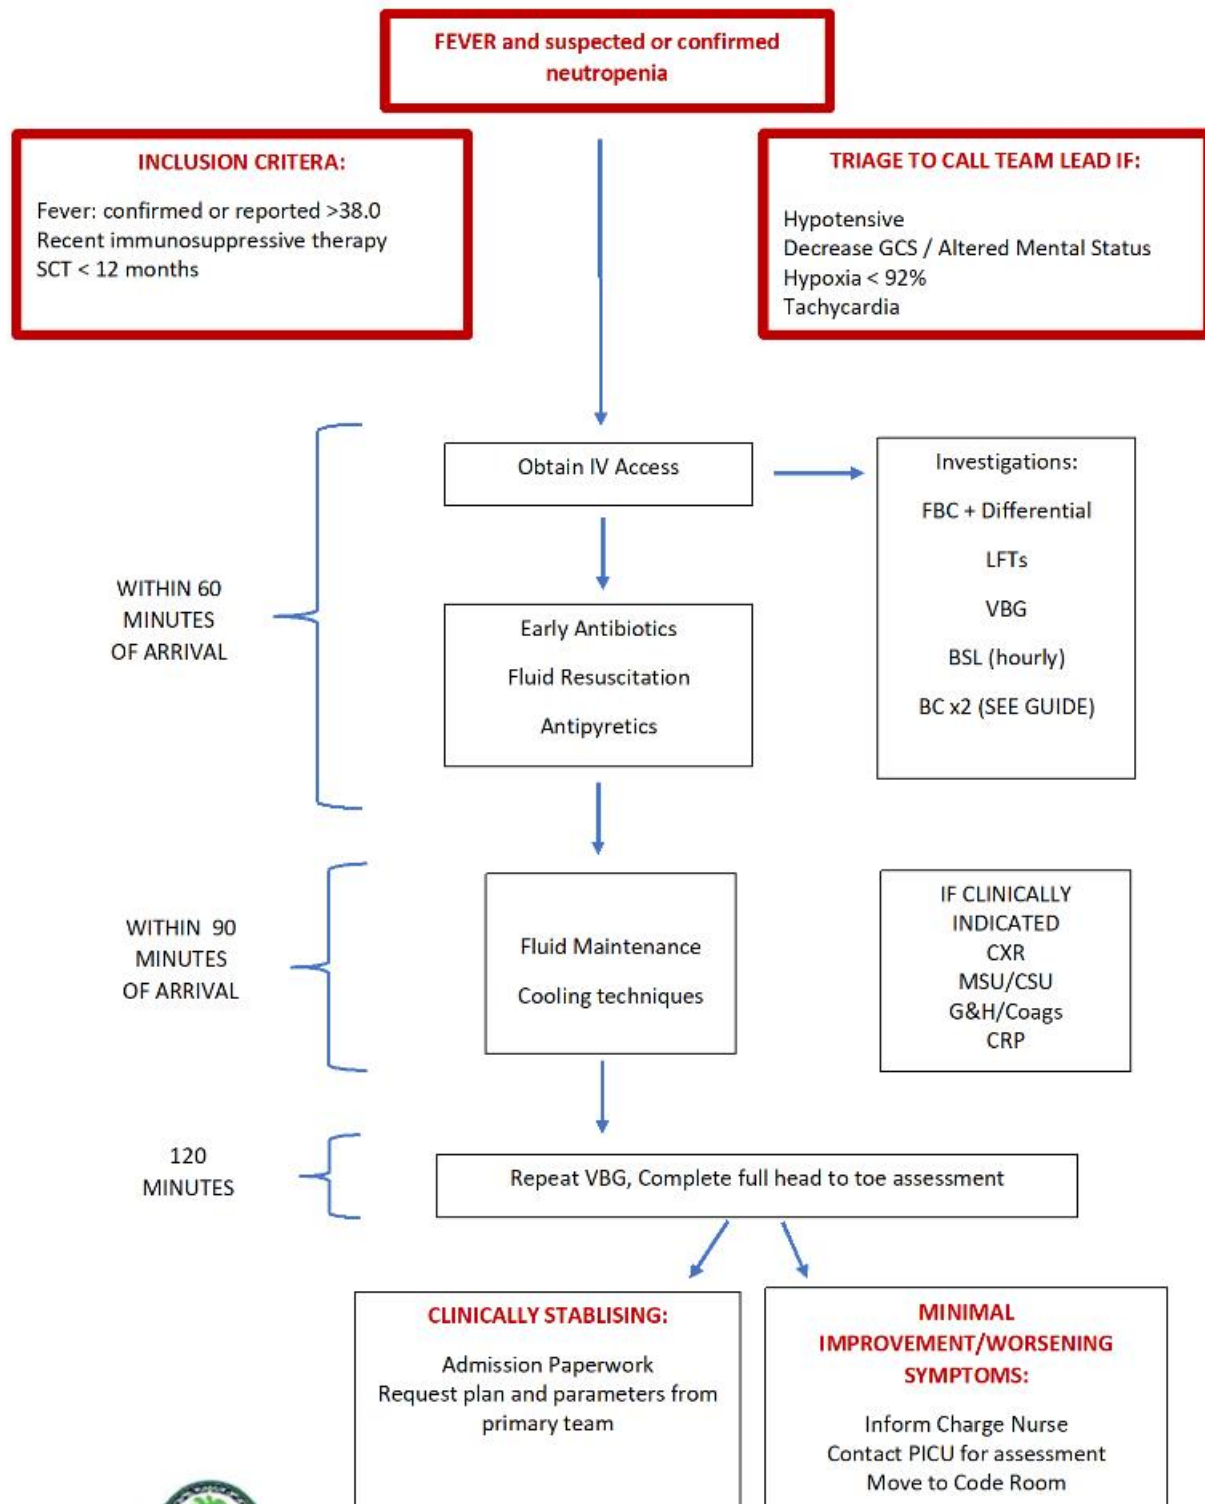 FEVER and suspected or confirmed
neutropenia
INCLUSION CRITERA:
Fever: confirmed or reported >38.0
Recent immunosuppressive therapy
SCT < 12 months
TRIAGE TO CALL TEAM LEAD IF:
Hypotensive
Decrease GCS / Altered Mental Status
Hypoxia < 92%
Tachycardia
WITHIN 60
MINUTES
OF ARRIVAL
Obtain IV Access
Investigations:
FBC + Differential
LFTs
VBG
BSL (hourly)
BC x2 (SEE GUIDE)
Early Antibiotics
Fluid Resuscitation
Antipyretics
WITHIN 90
MINUTES
OF ARRIVAL
Fluid Maintenance
Cooling techniques
IF CLINICALLY
INDICATED
CXR
MSU/CSU
G&H/Coags
CRP
120
MINUTES
Repeat VBG, Complete full head to toe assessment
CLINICALLY STABLISING:
Admission Paperwork
Request plan and parameters from
primary team
MINIMAL
IMPROVEMENT/WORSENING
SYMPTOMS:
Inform Charge Nurse
Contact PICU for assessment
Move to Code Room